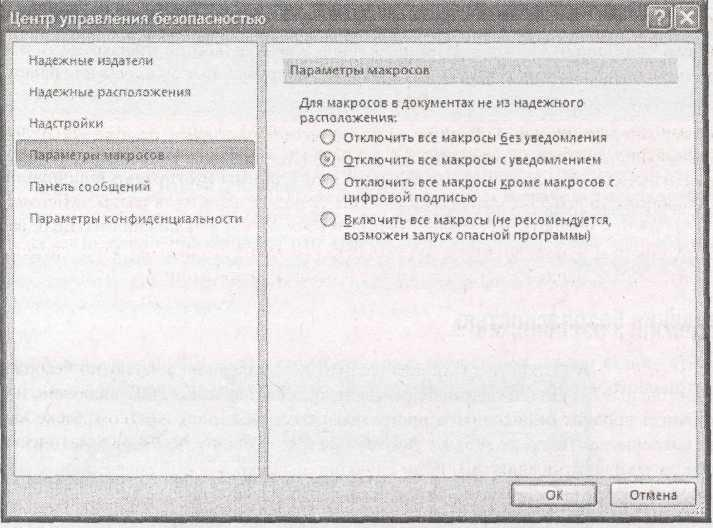 Центр управления безопасностью
Надежные издатели
Надежные расположения
Надстройки
Параметры макросов
Панель сообщений
Параметры конфиденциальности
Параметры макросов
Для макросов в документах не из надежного
расположения:
Отключить все макросы без уведомления
Отключить все макросы с уведомлением
Отключить все макросы кроме макросов с
цифровой подписью
Включить все макросы (не рекомендуется,
возможен запуск опасной программы)
ОК
Отмена